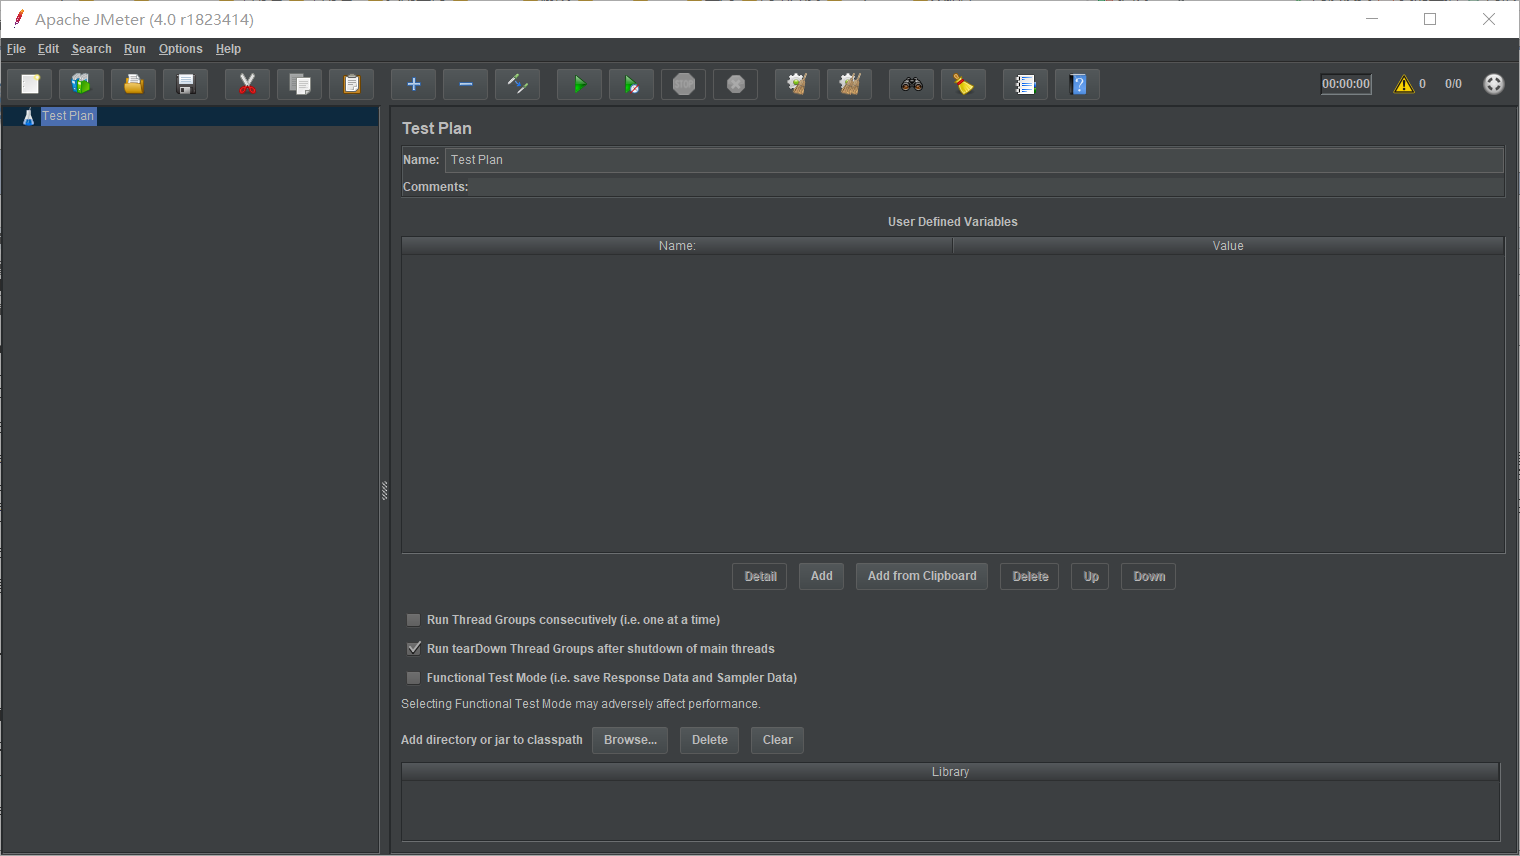 Apache JMeter (4.0 r1823414)
File Edit Search Run Options Help
STOP 00:00:00 0 0/0
Test Plan
Test Plan
Name: Test Plan
Comments:
User Defined Variables
Name: Value
Detail Add Add from Clipboard Delete Up Down
Run Thread Groups consecutively (i.e. one at a time)
Run tearDown Thread Groups after shutdown of main threads
Functional Test Mode (i.e. save Response Data and Sampler Data)
Selecting Functional Test Mode may adversely affect performance.
Add directory or jar to classpath Browse... Delete Clear
Library